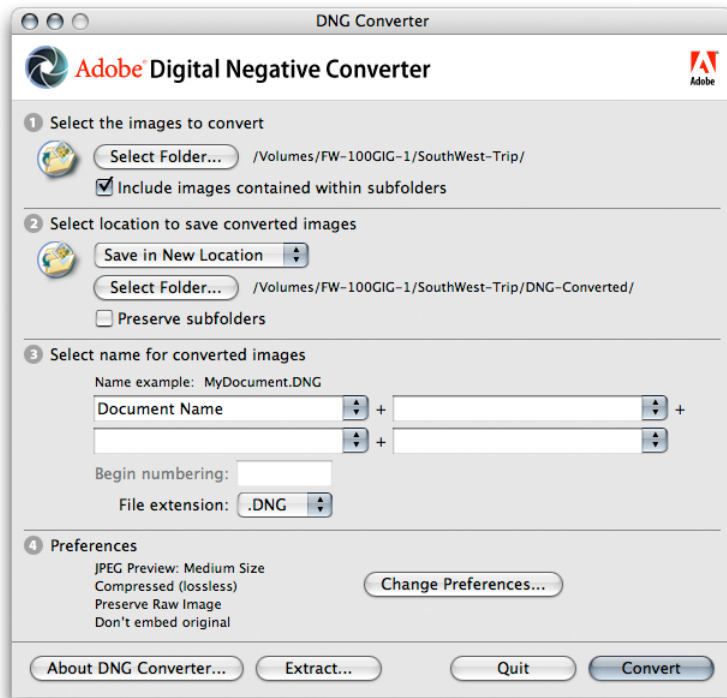 DNG Converter
Adobe® Digital Negative Converter
Adobe
1 Select the images to convert
Select Folder... /Volumes/FW-100GIG-1/SouthWest-Trip/
Include images contained within subfolders
2 Select location to save converted images
Save in New Location
Select Folder... /Volumes/FW-100GIG-1/SouthWest-Trip/DNG-Converted/
Preserve subfolders
3 Select name for converted images
Name example: MyDocument.DNG
Document Name + +
+
Begin numbering:
File extension: .DNG
4 Preferences
JPEG Preview: Medium Size
Compressed (lossless)
Change Preferences...
Preserve Raw Image
Don't embed original
About DNG Converter... Extract... Quit Convert